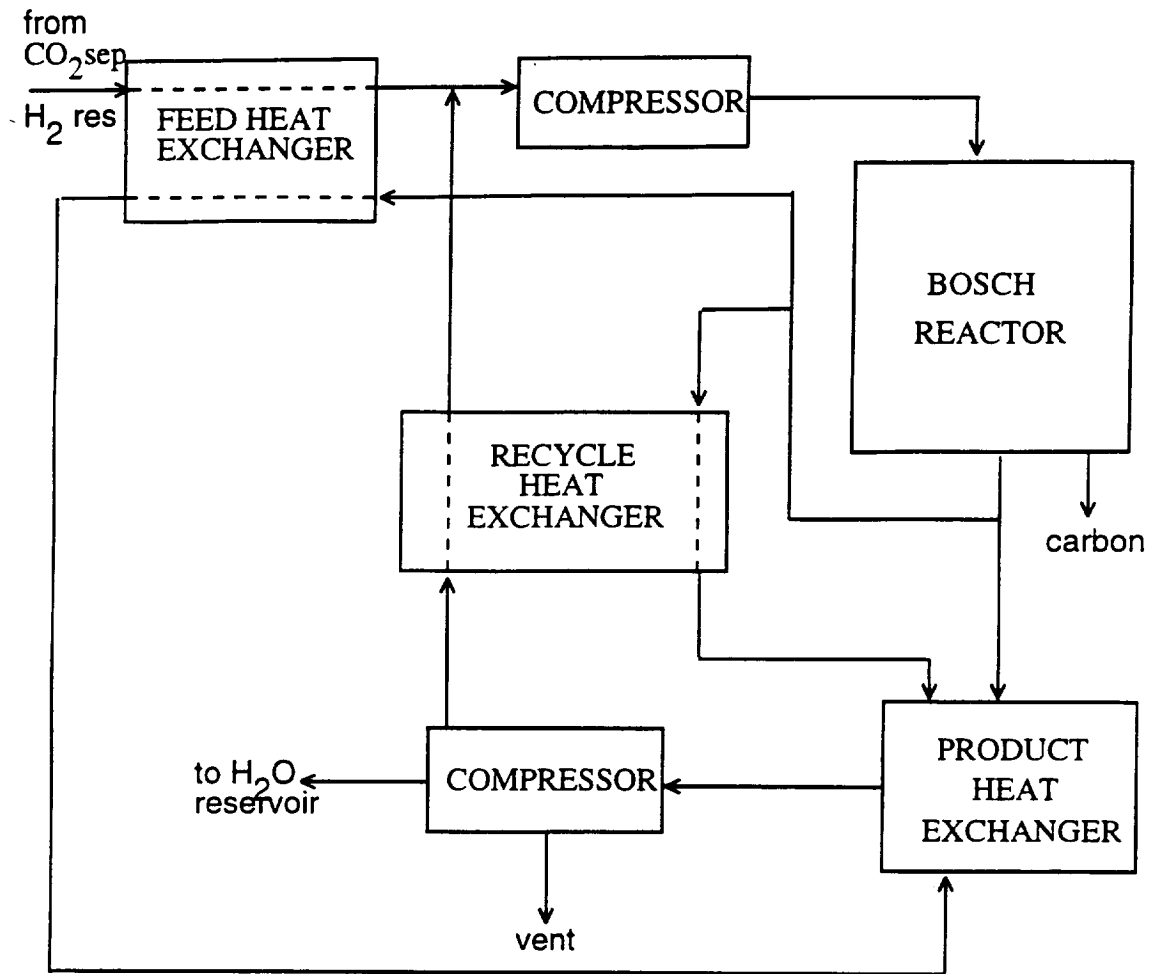 from
CO2sep
H2 res
FEED HEAT
EXCHANGER
COMPRESSOR
BOSCH
REACTOR
RECYCLE
HEAT
EXCHANGER
carbon
PRODUCT
HEAT
EXCHANGER
COMPRESSOR
to H2O
reservoir
vent